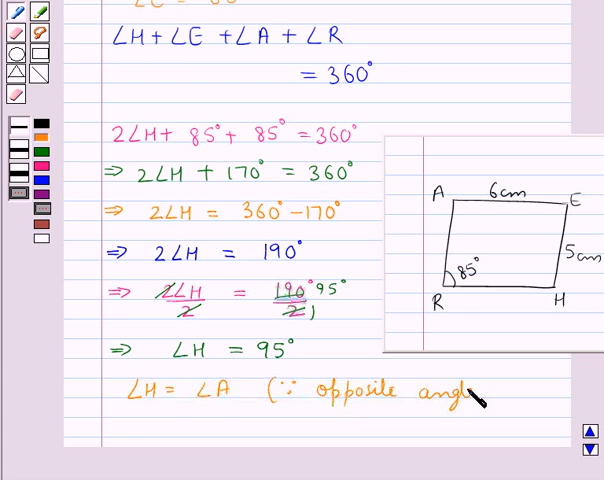 ∠H + ∠E + ∠A + ∠R
= 360°
2∠H + 85° + 85° = 360°
⇒ 2∠H + 170° = 360°
⇒ 2∠H = 360° - 170°
⇒ 2∠H = 190°
⇒ 2∠H/2 = 190°/2 95° 1
⇒ ∠H = 95°
∠H = ∠A (∵ opposite angl
A 6cm E
5cm
85°
R H